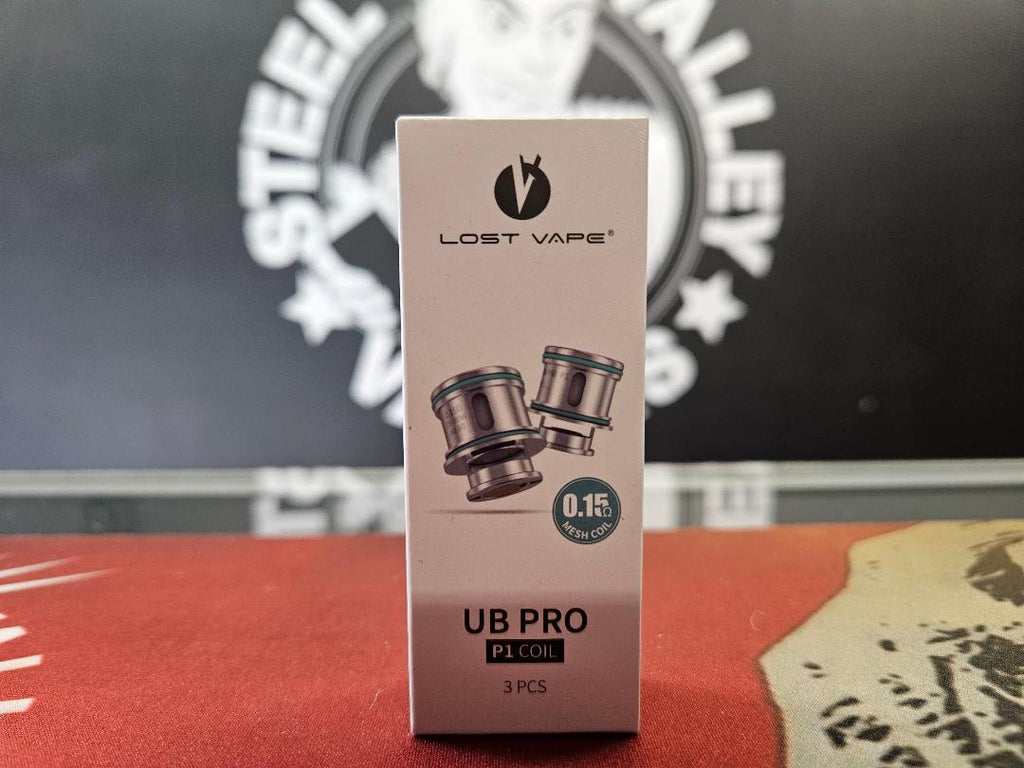 STEEL VALLEY
LOST VAPE®
0.15Ω
MESH COIL
UB PRO
P1 COIL
3 PCS